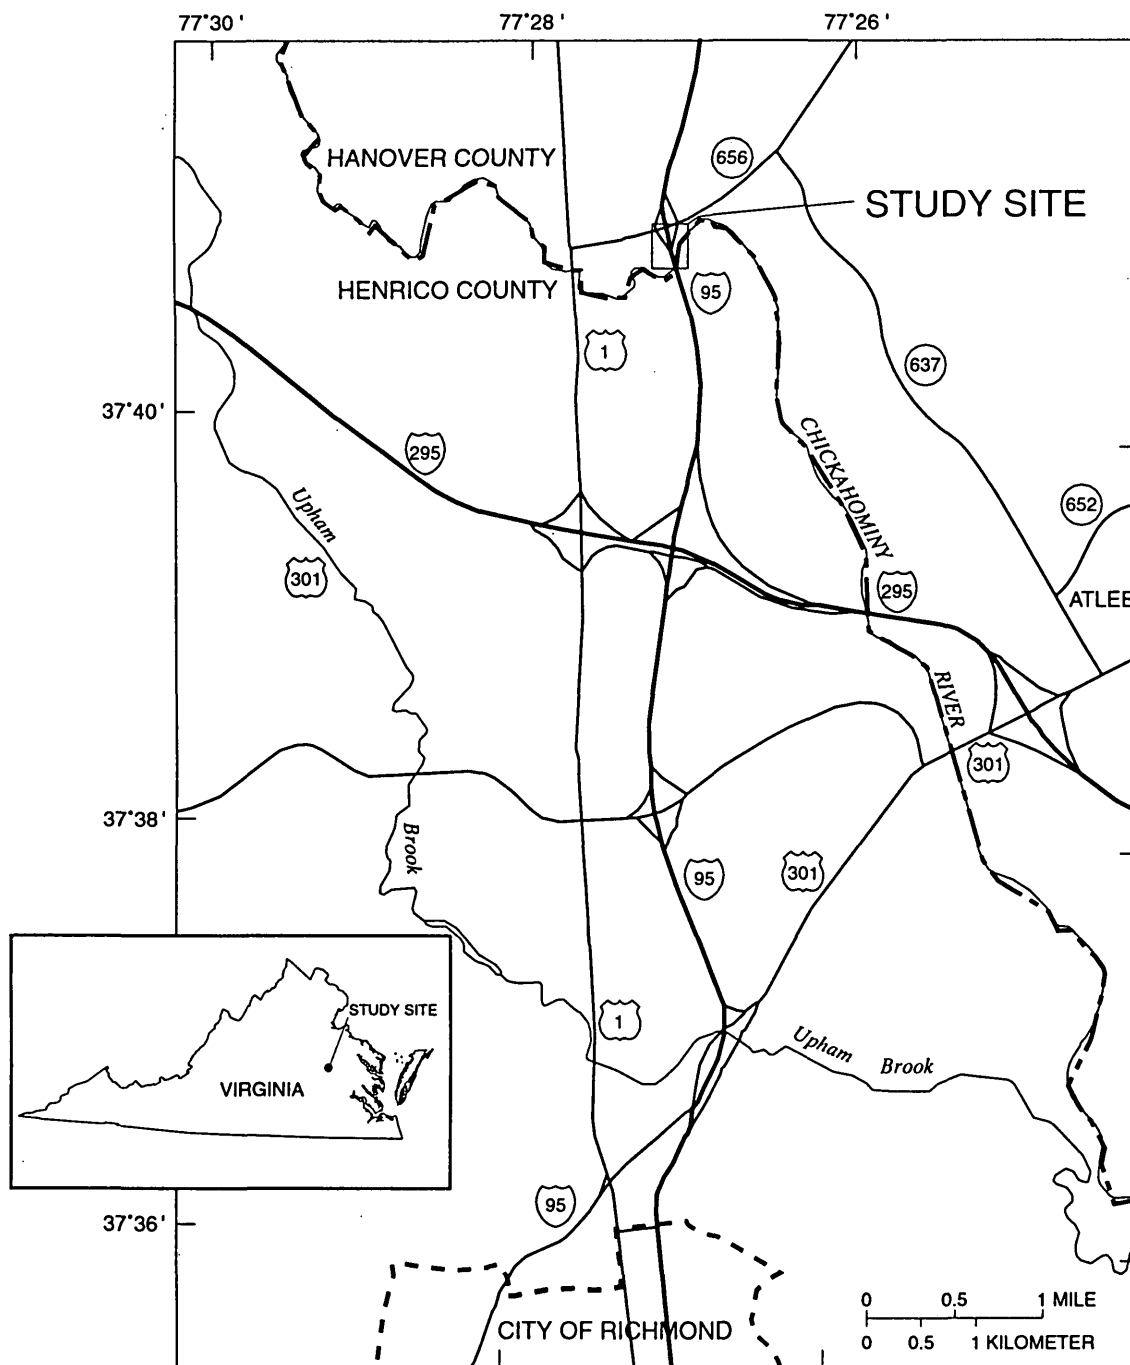 77°30'
77°28'
77°26'
HANOVER COUNTY
656
STUDY SITE
HENRICO COUNTY
95
1
637
37°40'
295
CHICKAHOMINY
652
Upham
301
295
ATLEE
RIVER
301
37°38'
Brook
95
301
STUDY SITE
VIRGINIA
1
Upham
Brook
95
37°36'
0 0.5 1 MILE
0 0.5 1 KILOMETER
CITY OF RICHMOND